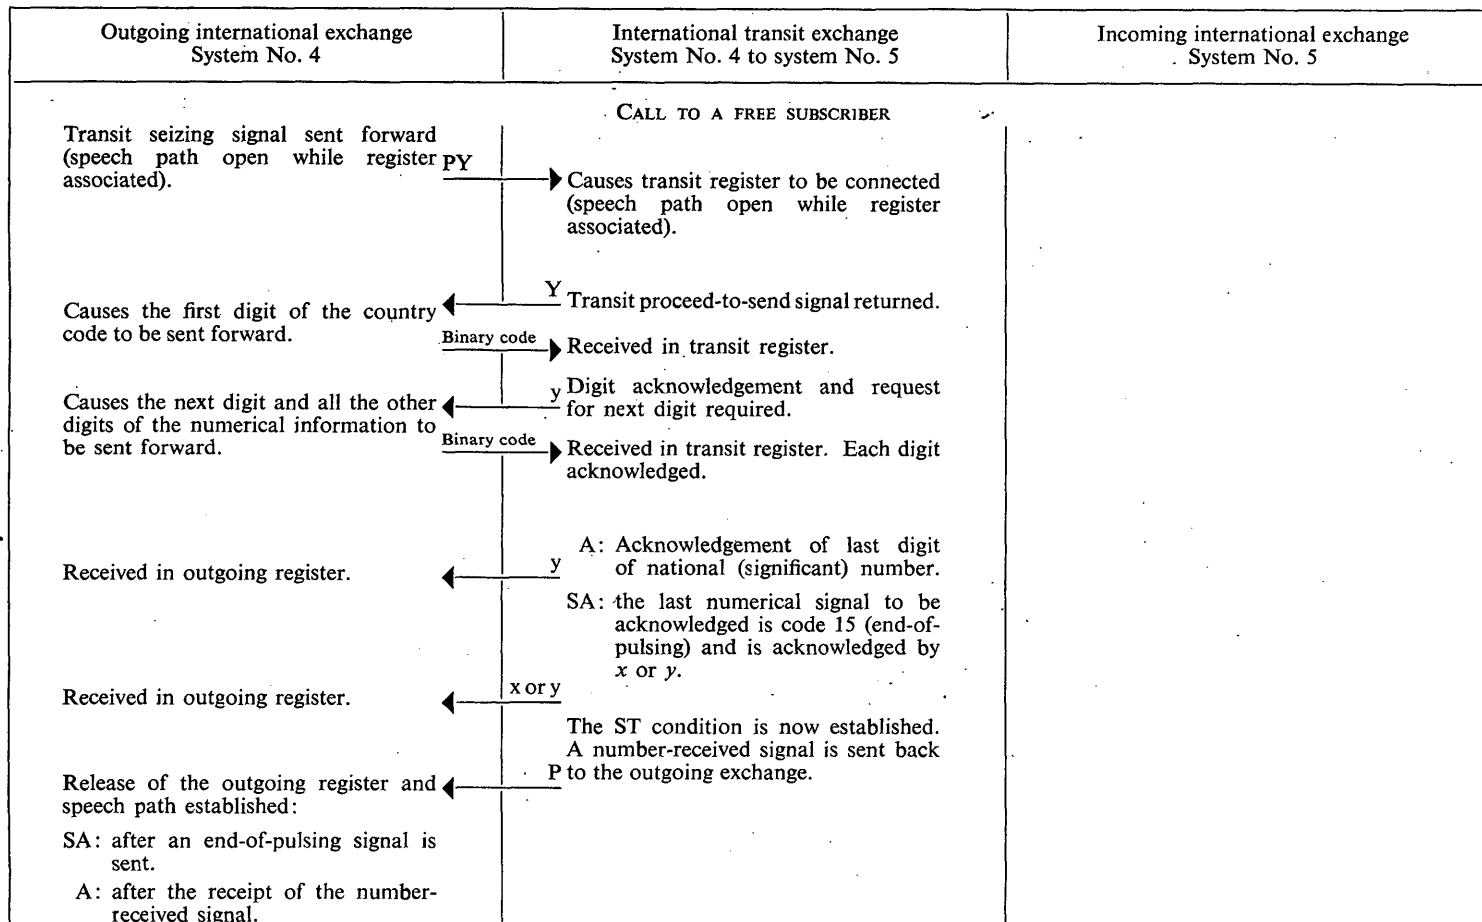 Outgoing international exchange
System No. 4
International transit exchange
System No. 4 to system No. 5
Incoming international exchange
System No. 5
CALL TO A FREE SUBSCRIBER
Transit seizing signal sent forward
(speech path open while register
associated).
PY
Causes transit register to be connected
(speech path open while register
associated).
Y
Transit proceed-to-send signal returned.
Causes the first digit of the country
code to be sent forward.
Binary code
Received in transit register.
y
Digit acknowledgement and request
for next digit required.
Causes the next digit and all the other
digits of the numerical information to
be sent forward.
Binary code
Received in transit register. Each digit
acknowledged.
A: Acknowledgement of last digit
of national (significant) number.
y
Received in outgoing register.
SA: the last numerical signal to be
acknowledged is code 15 (end-of-
pulsing) and is acknowledged by
x or y.
x or y
Received in outgoing register.
The ST condition is now established.
A number-received signal is sent back
to the outgoing exchange.
P
Release of the outgoing register and
speech path established:
SA: after an end-of-pulsing signal is
sent.
A: after the receipt of the number-
received signal.